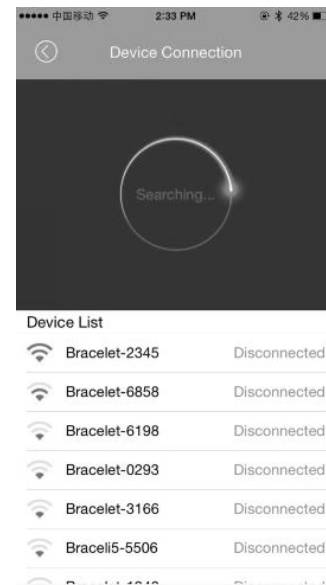 中国移动 2:33 PM 42%
Device Connection
Searching...
Device List
Bracelet-2345 Disconnected
Bracelet-6858 Disconnected
Bracelet-6198 Disconnected
Bracelet-0293 Disconnected
Bracelet-3166 Disconnected
Braceli5-5506 Disconnected